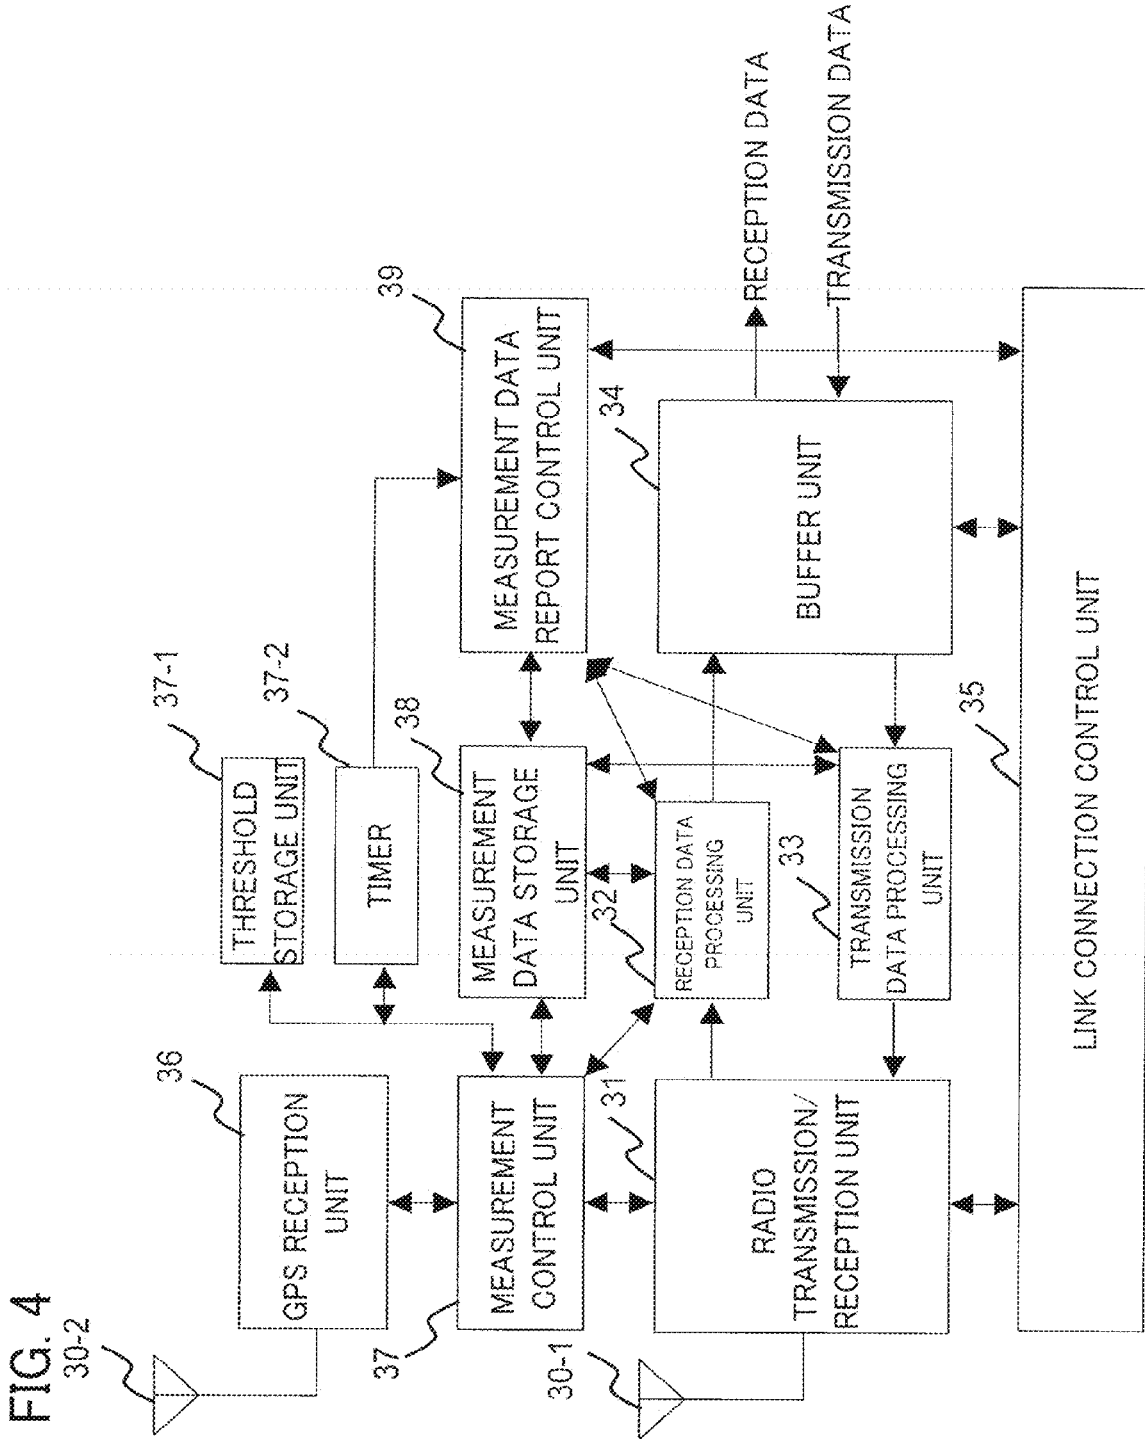 FIG. 4
30-2
36
GPS RECEPTION
UNIT
37-1
THRESHOLD
STORAGE UNIT
37-2
TIMER
37
MEASUREMENT
CONTROL UNIT
38
MEASUREMENT
DATA STORAGE
UNIT
39
MEASUREMENT DATA
REPORT CONTROL UNIT
30-1
31
RADIO
TRANSMISSION/
RECEPTION UNIT
32
RECEPTION DATA
PROCESSING
UNIT
33
TRANSMISSION
DATA PROCESSING
UNIT
34
BUFFER UNIT
RECEPTION DATA
TRANSMISSION DATA
35
LINK CONNECTION CONTROL UNIT